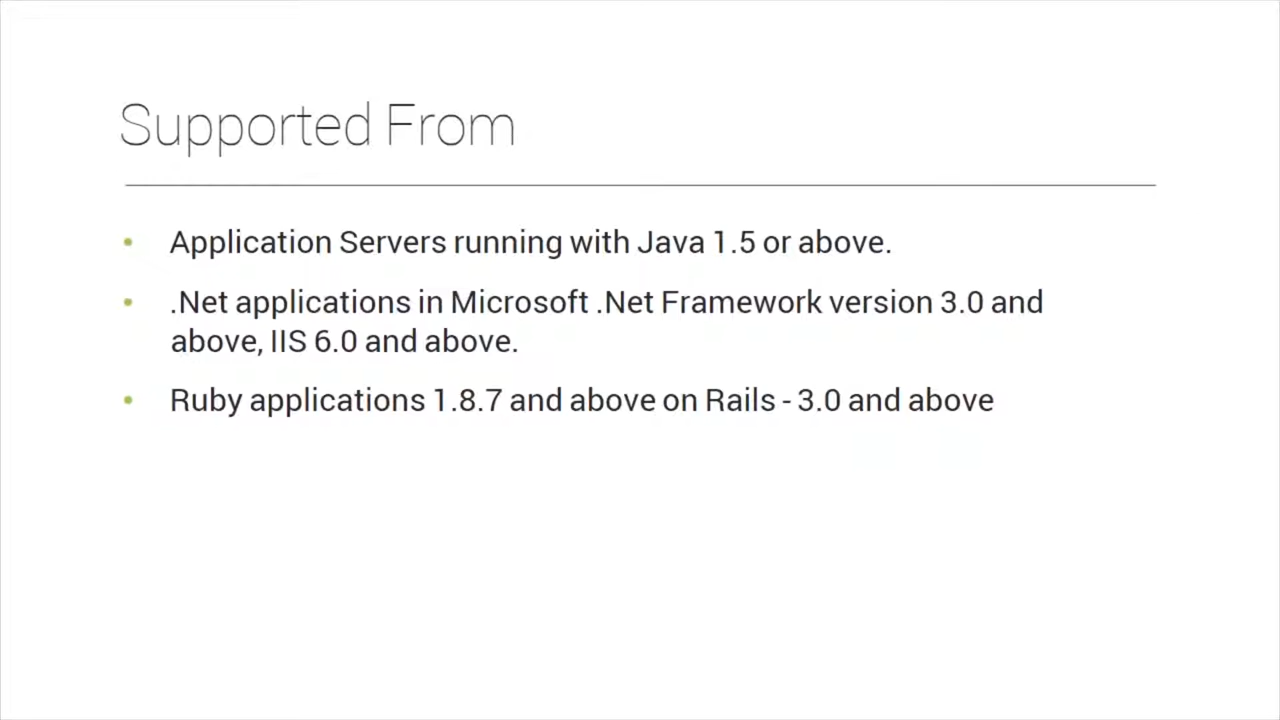 Supported From
• Application Servers running with Java 1.5 or above.
• .Net applications in Microsoft .Net Framework version 3.0 and
above, IIS 6.0 and above.
• Ruby applications 1.8.7 and above on Rails - 3.0 and above